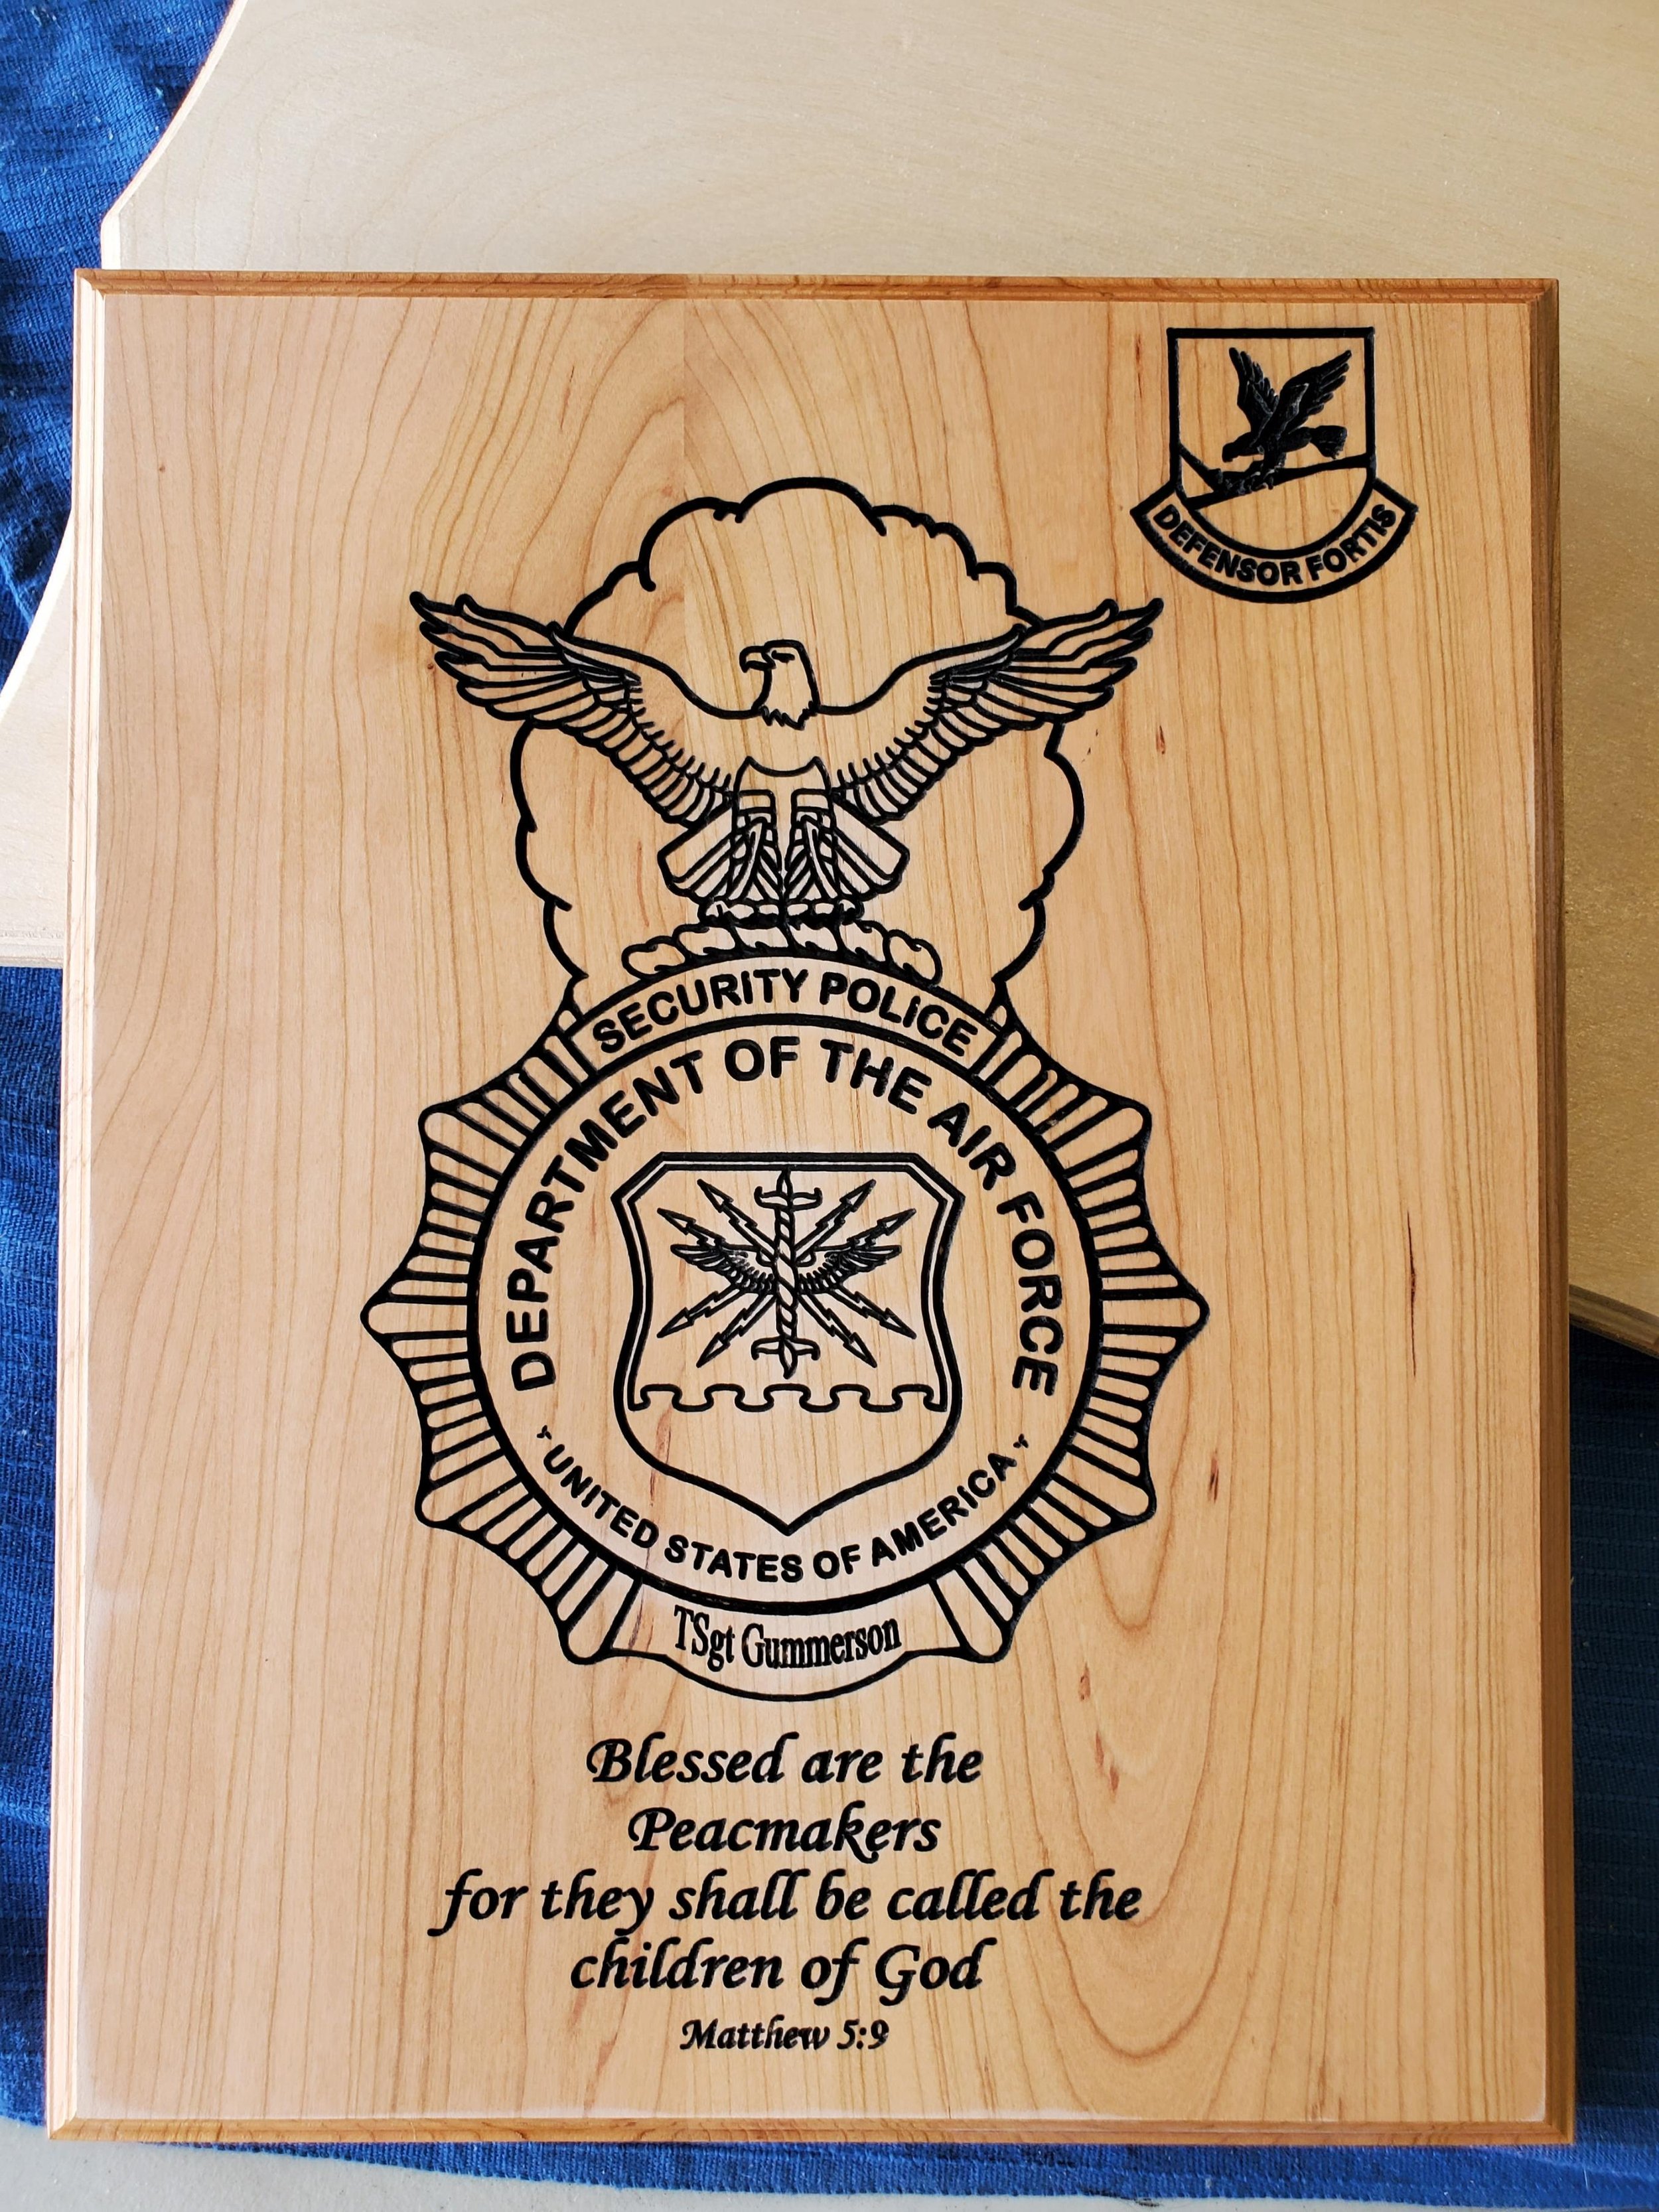 DEFENSOR FORTIS
SECURITY POLICE
DEPARTMENT OF THE AIR FORCE
UNITED STATES OF AMERICA
TSgt Gummerson
Blessed are the
Peacmakers
for they shall be called the
children of God
Matthew 5:9